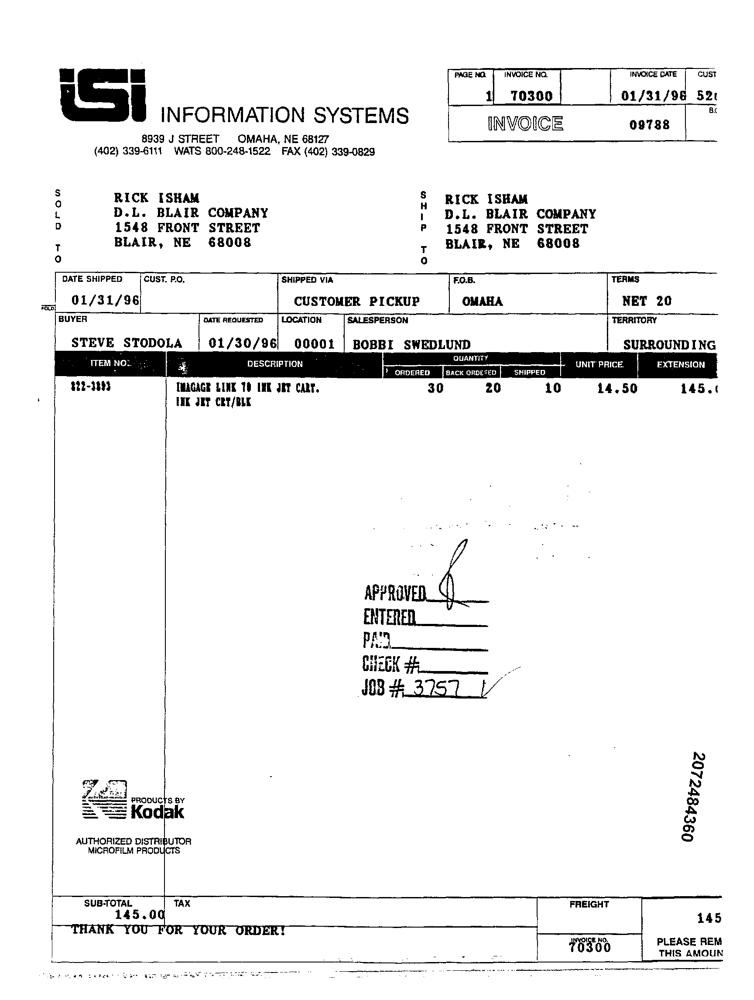 isi INFORMATION SYSTEMS
8939 J STREET OMAHA, NE 68127
(402) 339-6111 WATS 800-248-1522 FAX (402) 339-0829
PAGE NO. INVOICE NO. INVOICE DATE CUST
1 70300 01/31/96
INVOICE 09788
SOLD TO
RICK ISHAM
D.L. BLAIR COMPANY
1548 FRONT STREET
BLAIR, NE 68008
SHIP TO
RICK ISHAM
D.L. BLAIR COMPANY
1548 FRONT STREET
BLAIR, NE 68008
DATE SHIPPED CUST. P.O. SHIPPED VIA F.O.B. TERMS
01/31/96 CUSTOMER PICKUP OMAHA NET 20
BUYER DATE REQUESTED LOCATION SALESPERSON TERRITORY
STEVE STODOLA 01/30/96 00001 BOBBI SWEDLUND SURROUNDING
ITEM NO. DESCRIPTION QUANTITY UNIT PRICE EXTENSION
ORDERED BACK ORDERED SHIPPED
822-3893 IMAGAGE LINK TO INK JET CART. 30 20 10 14.50 145.
INK JET CRT/BLK
APPROVED
ENTERED
PAID
CHECK #
JOB # 3757
2072484360
PRODUCTS BY
Kodak
AUTHORIZED DISTRIBUTOR
MICROFILM PRODUCTS
SUB-TOTAL TAX FREIGHT
145.00 145
THANK YOU FOR YOUR ORDER!
INVOICE NO. PLEASE REM
70300 THIS AMOUN